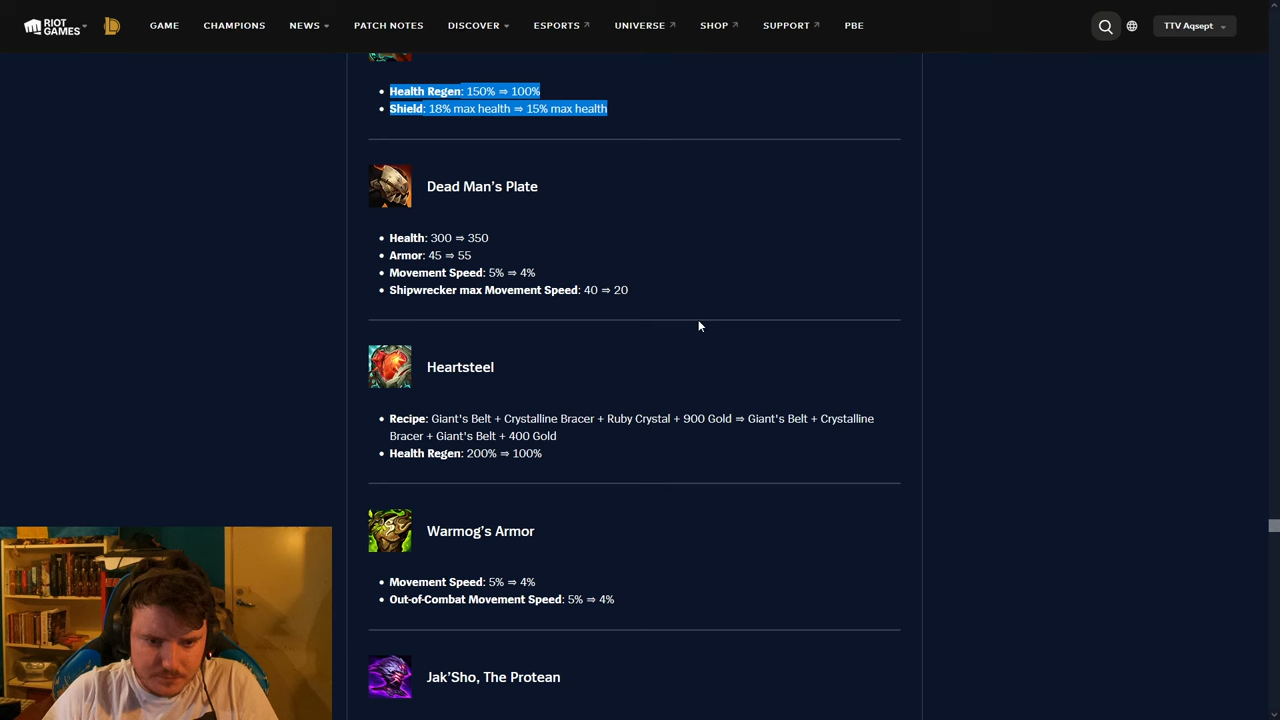 RIOT GAMES GAME CHAMPIONS NEWS PATCH NOTES DISCOVER ESPORTS UNIVERSE SHOP SUPPORT PBE TTV Aqsept
Health Regen: 150% ⇒ 100%
Shield: 18% max health ⇒ 15% max health
Dead Man's Plate
Health: 300 ⇒ 350
Armor: 45 ⇒ 55
Movement Speed: 5% ⇒ 4%
Shipwrecker max Movement Speed: 40 ⇒ 20
Heartsteel
Recipe: Giant's Belt + Crystalline Bracer + Ruby Crystal + 900 Gold ⇒ Giant's Belt + Crystalline
Bracer + Giant's Belt + 400 Gold
Health Regen: 200% ⇒ 100%
Warmog's Armor
Movement Speed: 5% ⇒ 4%
Out-of-Combat Movement Speed: 5% ⇒ 4%
Jak'Sho, The Protean